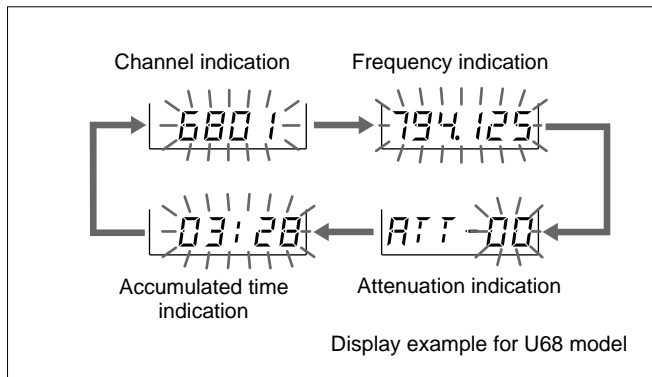 Channel indication
Frequency indication
6801
794.125
03:28
ATT-00
Accumulated time
indication
Attenuation indication
Display example for U68 model